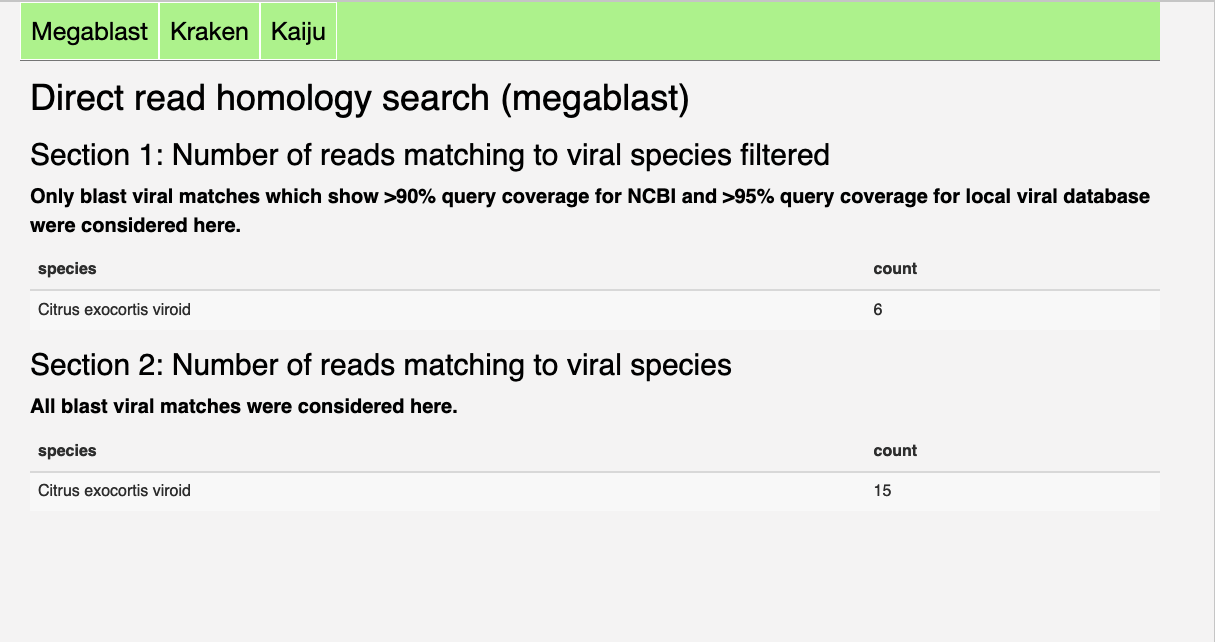 Megablast Kraken Kaiju
Direct read homology search (megablast)
Section 1: Number of reads matching to viral species filtered
Only blast viral matches which show >90% query coverage for NCBI and >95% query coverage for local viral database
were considered here.
species count
Citrus exocortis viroid 6
Section 2: Number of reads matching to viral species
All blast viral matches were considered here.
species count
Citrus exocortis viroid 15